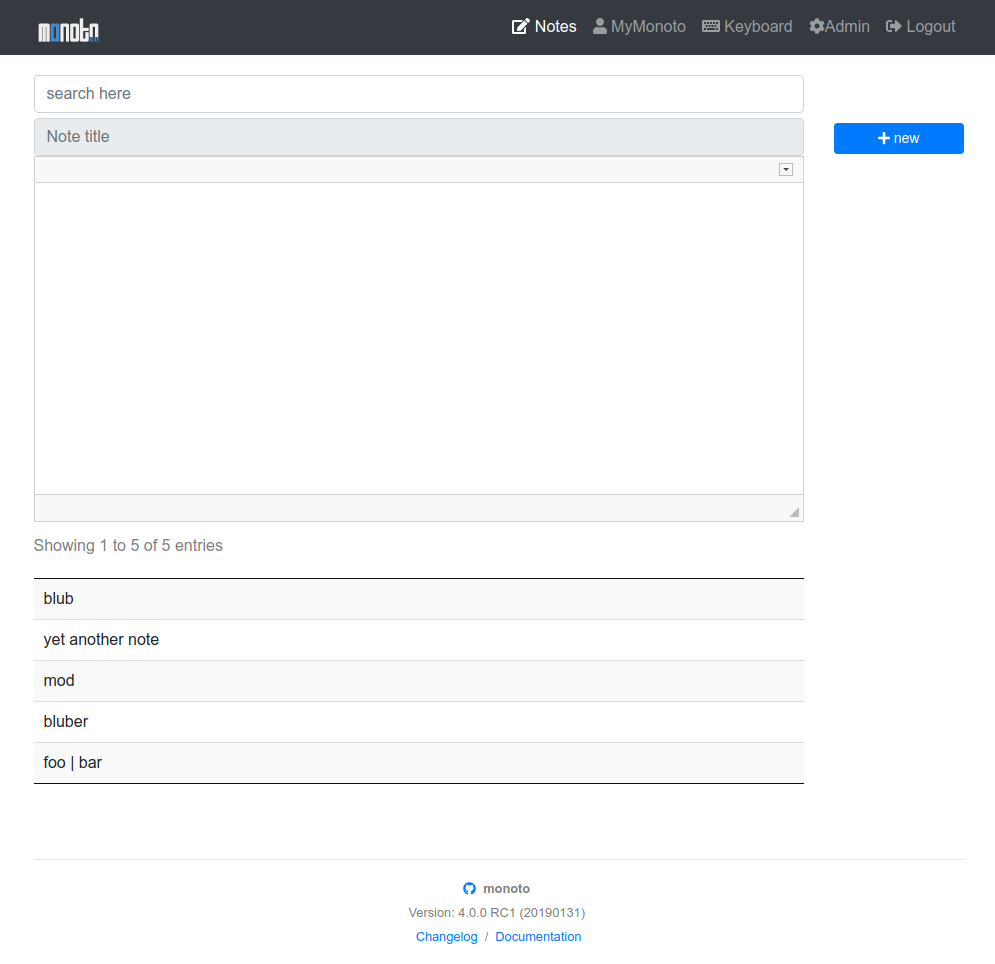 monoto Notes MyMonoto Keyboard Admin Logout
search here
Note title
new
Showing 1 to 5 of 5 entries
blub
yet another note
mod
bluber
foo | bar
monoto
Version: 4.0.0 RC1 (20190131)
Changelog / Documentation